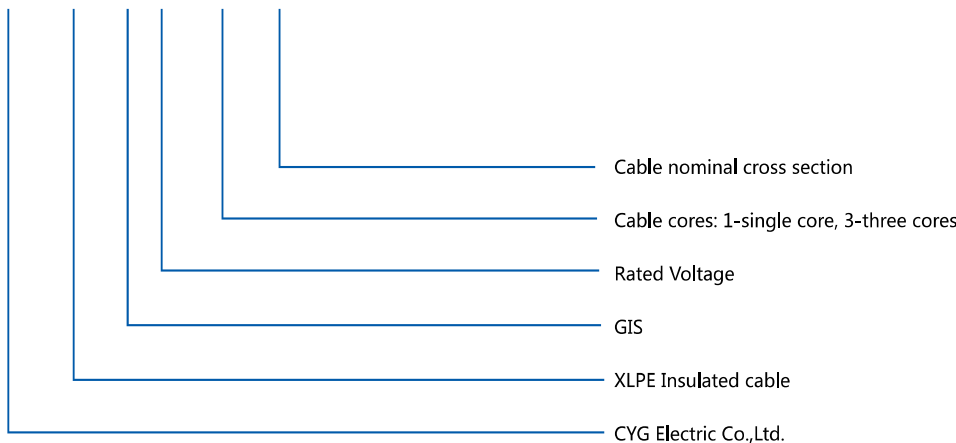 Cable nominal cross section
Cable cores: 1-single core, 3-three cores
Rated Voltage
GIS
XLPE Insulated cable
CYG Electric Co.,Ltd.